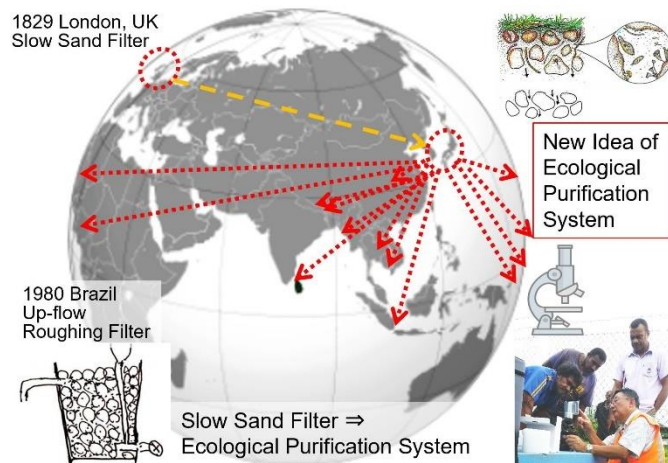 1829 London, UK
Slow Sand Filter
New Idea of
Ecological
Purification
System
1980 Brazil
Up-flow
Roughing Filter
Slow Sand Filter ⇒
Ecological Purification System